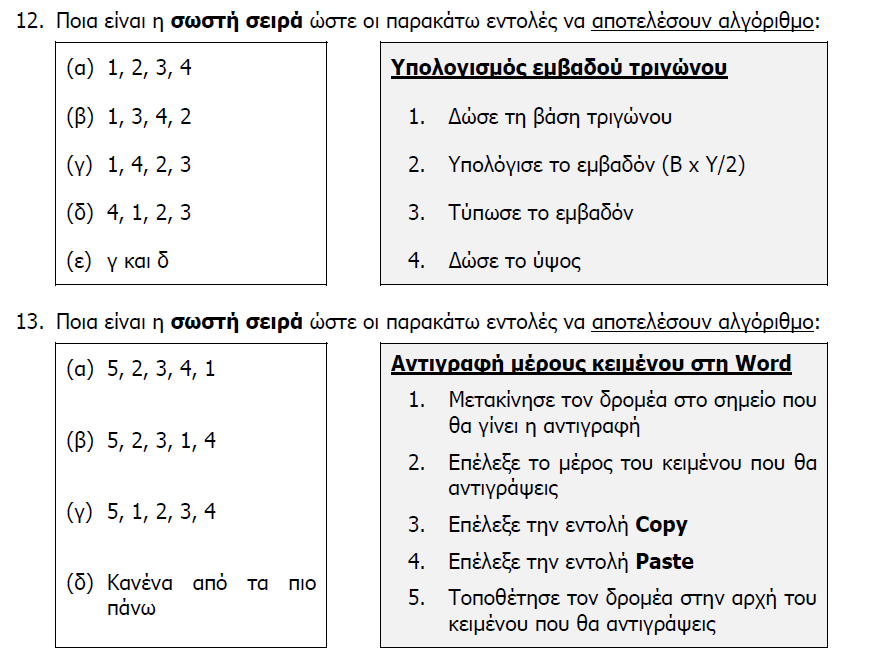 12. Ποια είναι η σωστή σειρά ώστε οι παρακάτω εντολές να αποτελέσουν αλγόριθμο:
(α) 1, 2, 3, 4
(β) 1, 3, 4, 2
(γ) 1, 4, 2, 3
(δ) 4, 1, 2, 3
(ε) γ και δ
Υπολογισμός εμβαδού τριγώνου
1. Δώσε τη βάση τριγώνου
2. Υπολόγισε το εμβαδόν (Β x Υ/2)
3. Τύπωσε το εμβαδόν
4. Δώσε το ύψος
13. Ποια είναι η σωστή σειρά ώστε οι παρακάτω εντολές να αποτελέσουν αλγόριθμο:
(α) 5, 2, 3, 4, 1
(β) 5, 2, 3, 1, 4
(γ) 5, 1, 2, 3, 4
(δ) Κανένα από τα πιο
πάνω
Αντιγραφή μέρους κειμένου στη Word
1. Μετακίνησε τον δρομέα στο σημείο που
θα γίνει η αντιγραφή
2. Επέλεξε το μέρος του κειμένου που θα
αντιγράψεις
3. Επέλεξε την εντολή Copy
4. Επέλεξε την εντολή Paste
5. Τοποθέτησε τον δρομέα στην αρχή του
κειμένου που θα αντιγράψεις